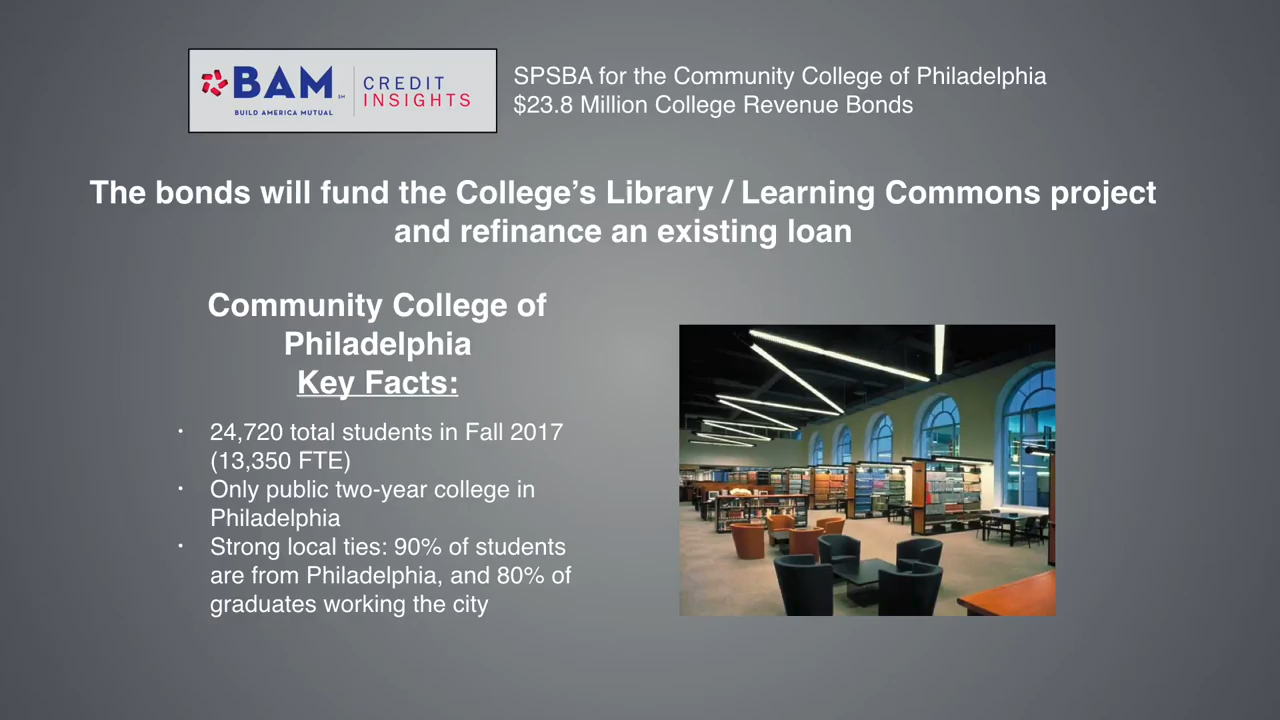 BAM SM
BUILD AMERICA MUTUAL
CREDIT
INSIGHTS
SPSBA for the Community College of Philadelphia
$23.8 Million College Revenue Bonds
The bonds will fund the College’s Library / Learning Commons project
and refinance an existing loan
Community College of
Philadelphia
Key Facts:
• 24,720 total students in Fall 2017
(13,350 FTE)
• Only public two-year college in
Philadelphia
• Strong local ties: 90% of students
are from Philadelphia, and 80% of
graduates working the city